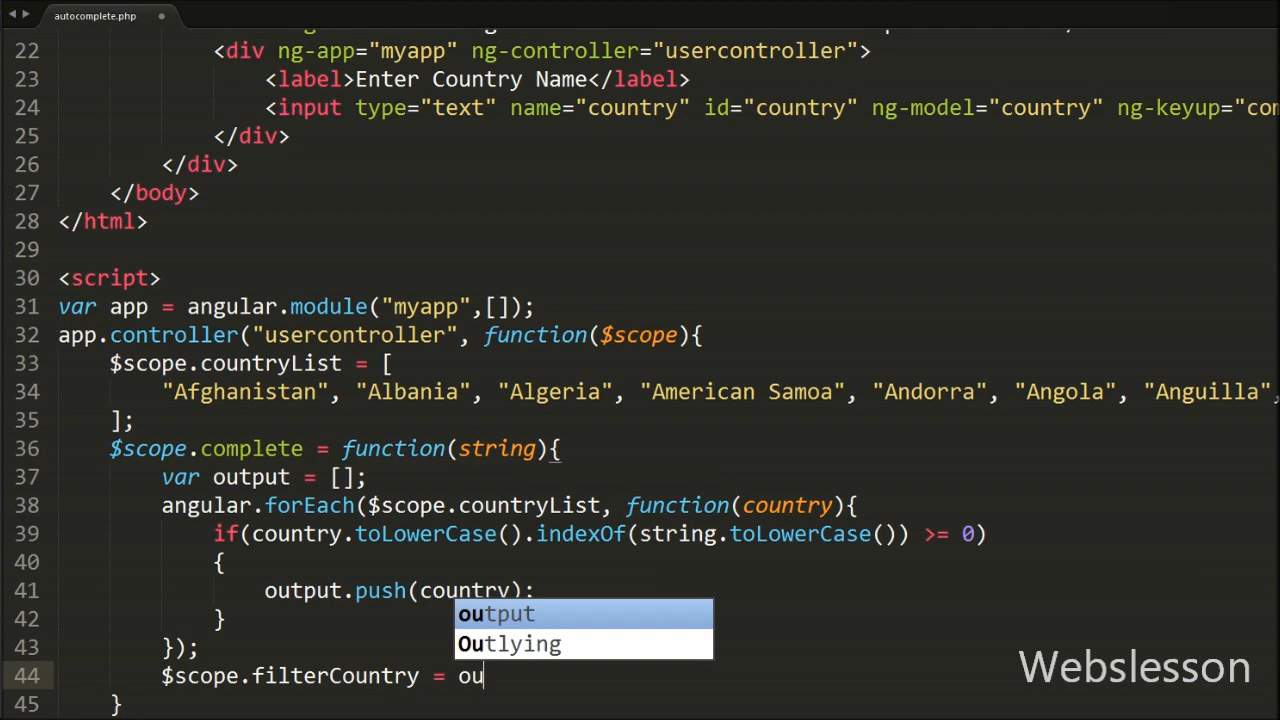 autocomplete.php
22 <div ng-app="myapp" ng-controller="usercontroller">
23 <label>Enter Country Name</label>
24 <input type="text" name="country" id="country" ng-model="country" ng-keyup="com
25 </div>
26 </div>
27 </body>
28 </html>
29
30 <script>
31 var app = angular.module("myapp",[]);
32 app.controller("usercontroller", function($scope){
33 $scope.countryList = [
34 "Afghanistan", "Albania", "Algeria", "American Samoa", "Andorra", "Angola", "Anguilla",
35 ];
36 $scope.complete = function(string){
37 var output = [];
38 angular.forEach($scope.countryList, function(country){
39 if(country.toLowerCase().indexOf(string.toLowerCase()) >= 0)
40 {
41 output.push(country);
output
42 }
Outlying
43 });
44 $scope.filterCountry = ou
45 }
Webslesson